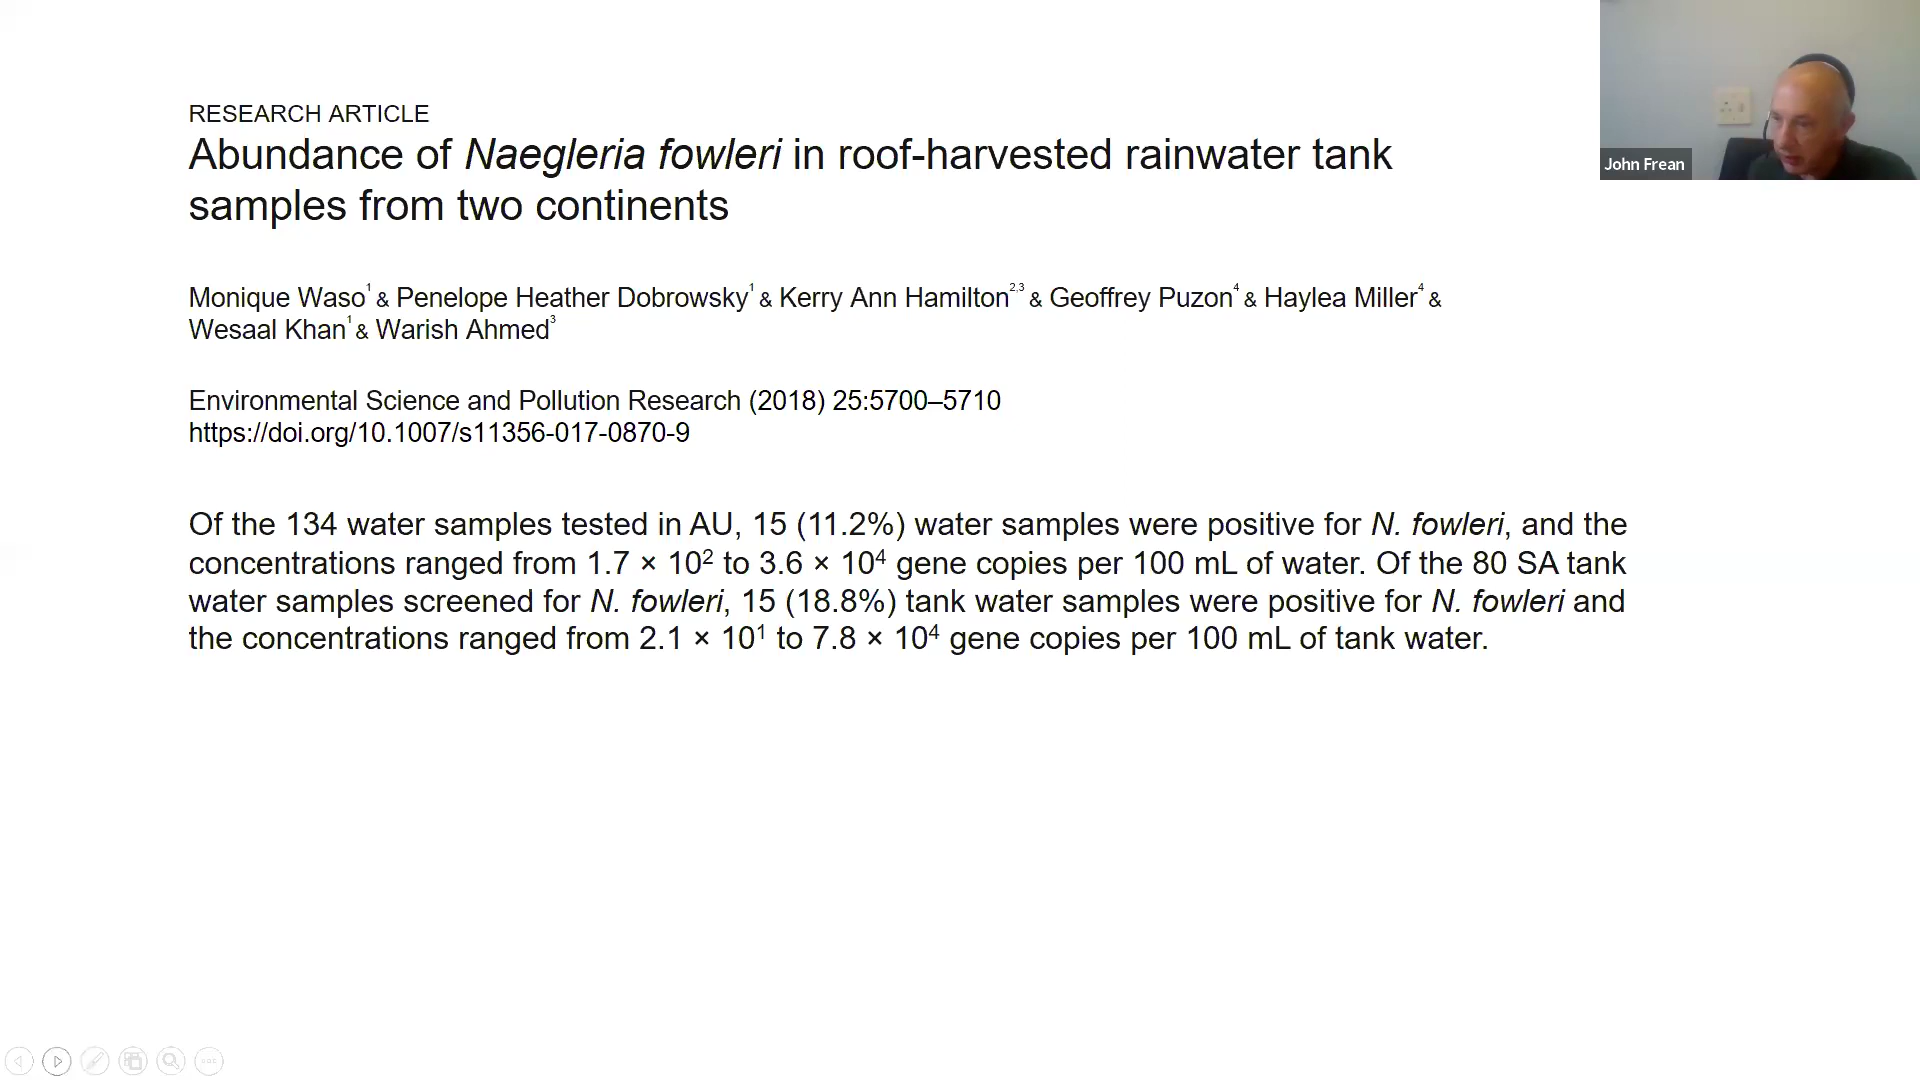 RESEARCH ARTICLE
Abundance of Naegleria fowleri in roof-harvested rainwater tank
samples from two continents
Monique Waso¹ & Penelope Heather Dobrowsky¹ & Kerry Ann Hamilton²,³ & Geoffrey Puzon⁴ & Haylea Miller⁴ &
Wesaal Khan¹ & Warish Ahmed³
Environmental Science and Pollution Research (2018) 25:5700–5710
https://doi.org/10.1007/s11356-017-0870-9
Of the 134 water samples tested in AU, 15 (11.2%) water samples were positive for N. fowleri, and the
concentrations ranged from 1.7 × 10² to 3.6 × 10⁴ gene copies per 100 mL of water. Of the 80 SA tank
water samples screened for N. fowleri, 15 (18.8%) tank water samples were positive for N. fowleri and
the concentrations ranged from 2.1 × 10¹ to 7.8 × 10⁴ gene copies per 100 mL of tank water.
John Frean